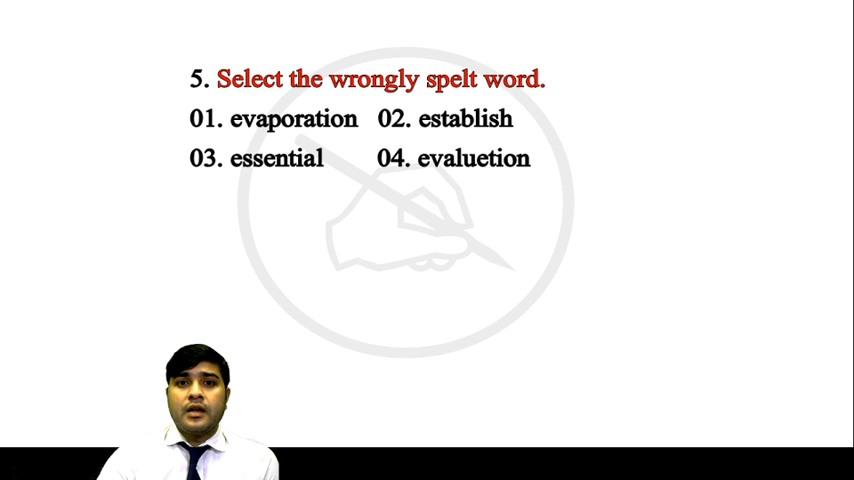 5. Select the wrongly spelt word.
01. evaporation 02. establish
03. essential 04. evaluetion